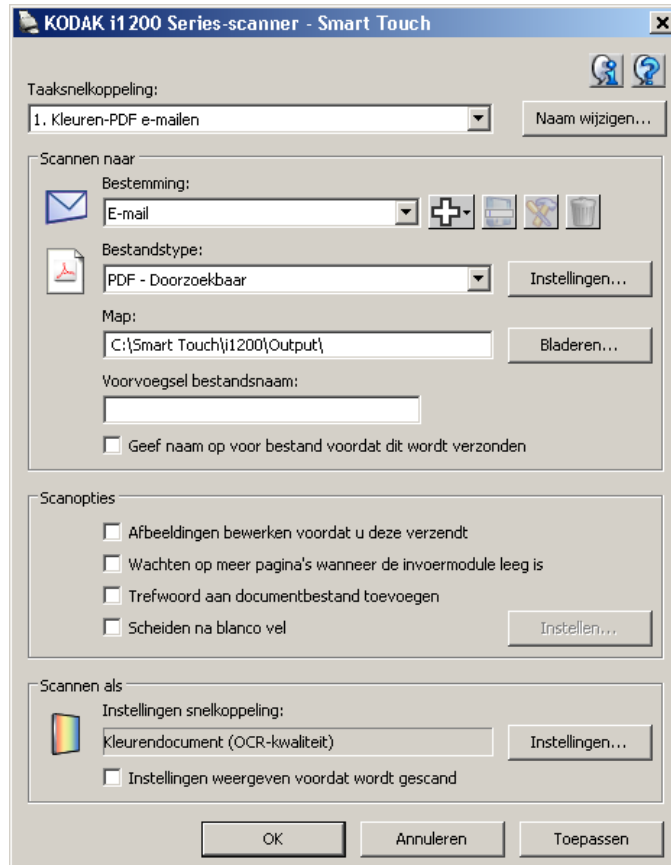 KODAK i1200 Series-scanner - Smart Touch
Taaksnelkoppeling:
1. Kleuren-PDF e-mailen
Naam wijzigen...
Scannen naar
Bestemming:
E-mail
Bestandstype:
PDF - Doorzoekbaar
Instellingen...
Map:
C:\Smart Touch\i1200\Output\
Bladeren...
Voorvoegsel bestandsnaam:
Geef naam op voor bestand voordat dit wordt verzonden
Scanopties
Afbeeldingen bewerken voordat u deze verzendt
Wachten op meer pagina's wanneer de invoermodule leeg is
Trefwoord aan documentbestand toevoegen
Scheiden na blanco vel
Instellen...
Scannen als
Instellingen snelkoppeling:
Kleurendocument (OCR-kwaliteit)
Instellingen...
Instellingen weergeven voordat wordt gescand
OK
Annuleren
Toepassen